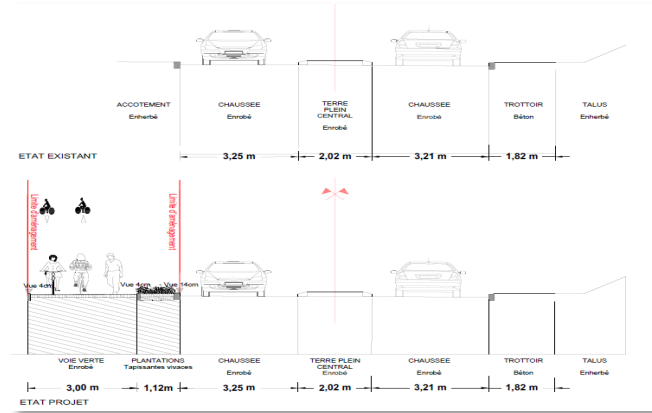 ACCOTEMENT
Enherbé
CHAUSSEE
Enrobé
TERRE
PLEIN
CENTRAL
Enrobé
CHAUSSEE
Enrobé
TROTTOIR
Béton
TALUS
Enherbé
ETAT EXISTANT
3,25 m
2,02 m
3,21 m
1,82 m
Limite d'aménagement
Limite d'aménagement
Vue 4cm
Vue 4cm
Vue 14cm
VOIE VERTE
Enrobé
PLANTATIONS
Tapissantes vivaces
CHAUSSEE
Enrobé
TERRE PLEIN
CENTRAL
Enrobé
CHAUSSEE
Enrobé
TROTTOIR
Béton
TALUS
Enherbé
3,00 m
1,12m
3,25 m
2,02 m
3,21 m
1,82 m
ETAT PROJET